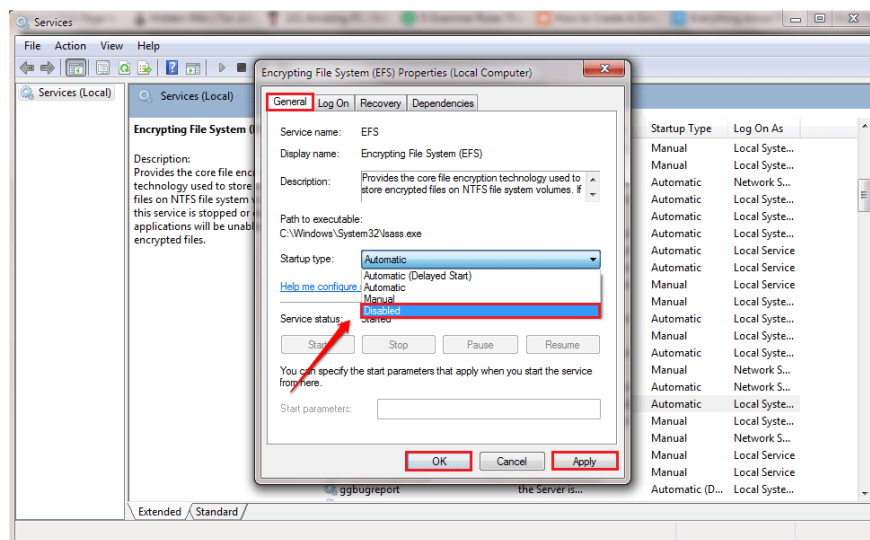 Services
File Action View Help
Services (Local)
Services (Local)
Encrypting File System (
Description:
Provides the core file enc
technology used to store
files on NTFS file system v
this service is stopped or
applications will be unabl
encrypted files.
Encrypting File System (EFS) Properties (Local Computer)
General Log On Recovery Dependencies
Service name: EFS
Display name: Encrypting File System (EFS)
Description: Provides the core file encryption technology used to
store encrypted files on NTFS file system volumes. If
Path to executable:
C:\Windows\System32\lsass.exe
Startup type: Automatic
Automatic (Delayed Start)
Help me configure Automatic
Manual
Disabled
Service status: Started
Start Stop Pause Resume
You can specify the start parameters that apply when you start the service
from here.
Start parameters:
OK Cancel Apply
Startup Type Log On As
Manual Local Syste...
Manual Local Syste...
Automatic Network S...
Automatic Local Syste...
Automatic Local Syste...
Automatic Local Syste...
Automatic Local Service
Automatic Local Service
Manual Local Service
Manual Local Syste...
Automatic Local Syste...
Manual Local Syste...
Automatic Local Syste...
Manual Network S...
Automatic Network S...
Automatic Local Syste...
Manual Local Syste...
Manual Network S...
Manual Local Service
Manual Local Service
ggbugreport the Server is... Automatic (D... Local Syste...
Extended Standard